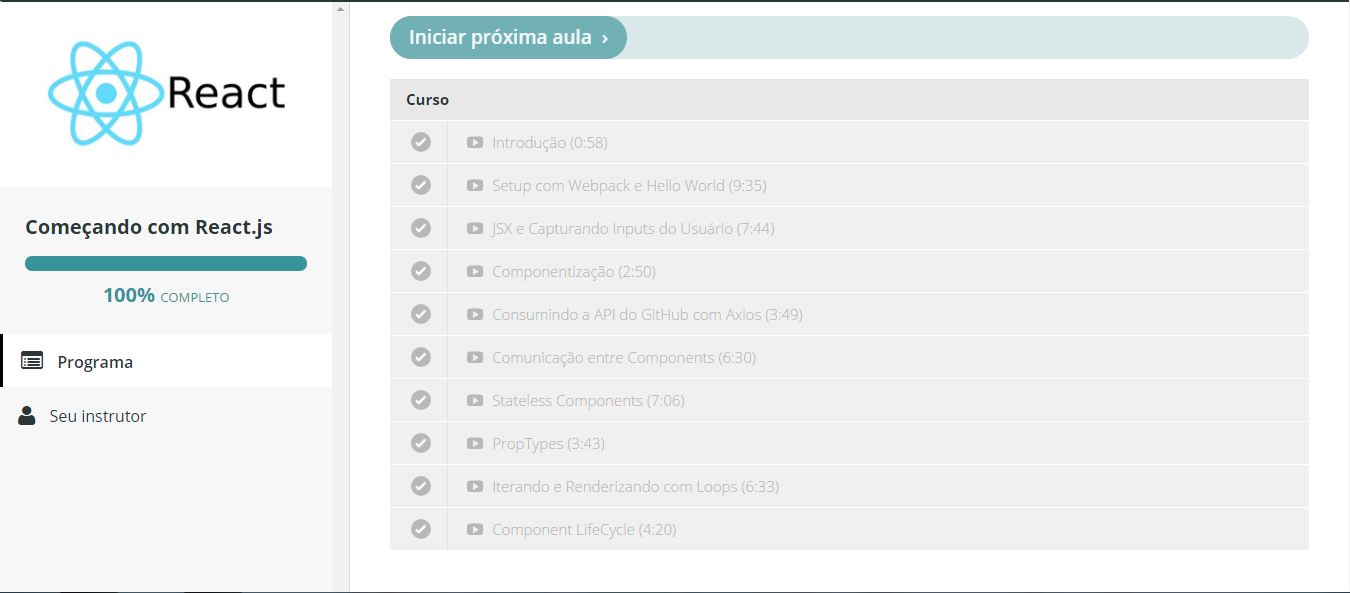 React
Começando com React.js
100% COMPLETO
Programa
Seu instrutor
Iniciar próxima aula ›
Curso
Introdução (0:58)
Setup com Webpack e Hello World (9:35)
JSX e Capturando Inputs do Usuário (7:44)
Componentização (2:50)
Consumindo a API do GitHub com Axios (3:49)
Comunicação entre Components (6:30)
Stateless Components (7:06)
PropTypes (3:43)
Iterando e Renderizando com Loops (6:33)
Component LifeCycle (4:20)